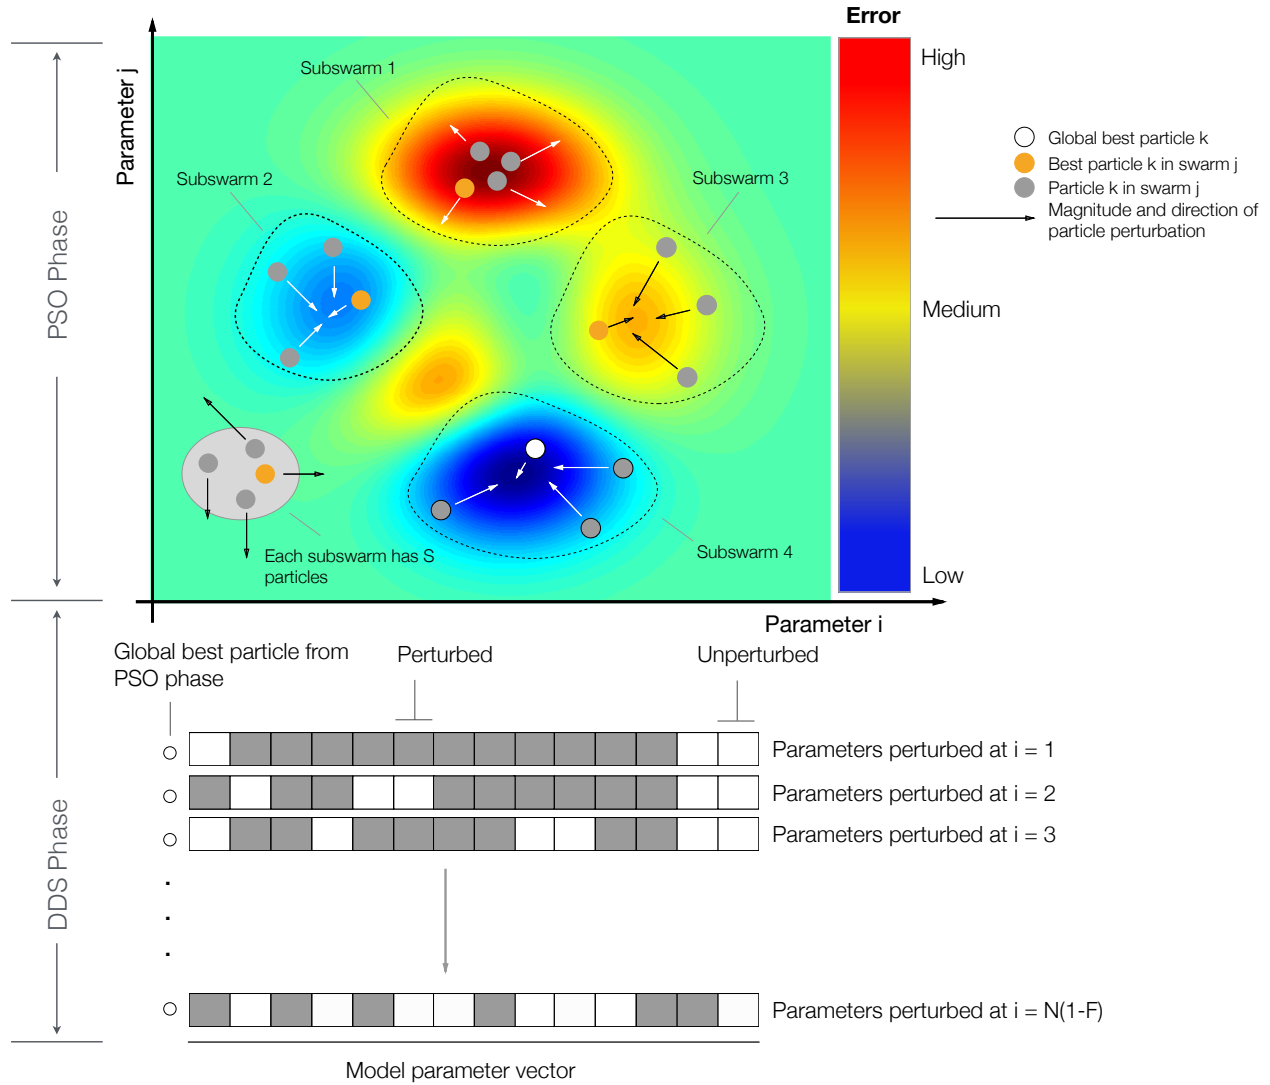 Error
High
Medium
Low
Parameter j
PSO Phase
Subswarm 1
Subswarm 2
Subswarm 3
Subswarm 4
Each subswarm has S
particles
Global best particle k
Best particle k in swarm j
Particle k in swarm j
Magnitude and direction of
particle perturbation
Parameter i
DDS Phase
Global best particle from
PSO phase
Perturbed
Unperturbed
Parameters perturbed at i = 1
Parameters perturbed at i = 2
Parameters perturbed at i = 3
.
.
.
Parameters perturbed at i = N(1-F)
Model parameter vector